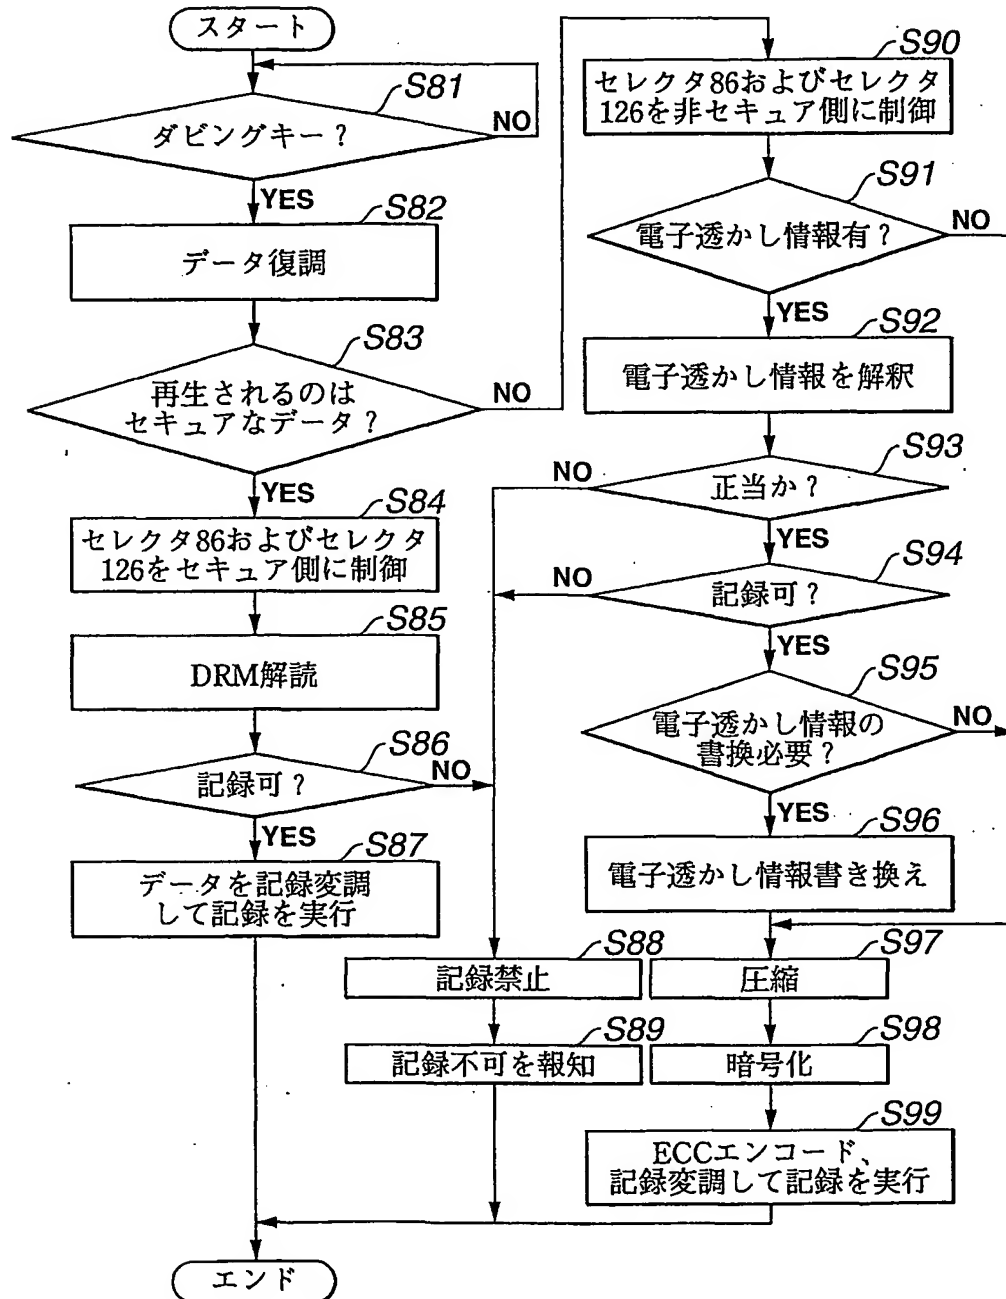 スタート
S81
ダビングキー？
NO
YES
S82
データ復調
S83
再生されるのは
セキュアなデータ？
NO
YES
S84
セレクタ86およびセレクタ
126をセキュア側に制御
S85
DRM解読
S86
記録可？
NO
YES
S87
データを記録変調
して記録を実行
S88
記録禁止
S89
記録不可を報知
S90
セレクタ86およびセレクタ
126を非セキュア側に制御
S91
電子透かし情報有？
NO
YES
S92
電子透かし情報を解釈
S93
NO
正当か？
YES
S94
NO
記録可？
YES
S95
電子透かし情報の
書換必要？
NO
YES
S96
電子透かし情報書き換え
S97
圧縮
S98
暗号化
S99
ECCエンコード、
記録変調して記録を実行
エンド